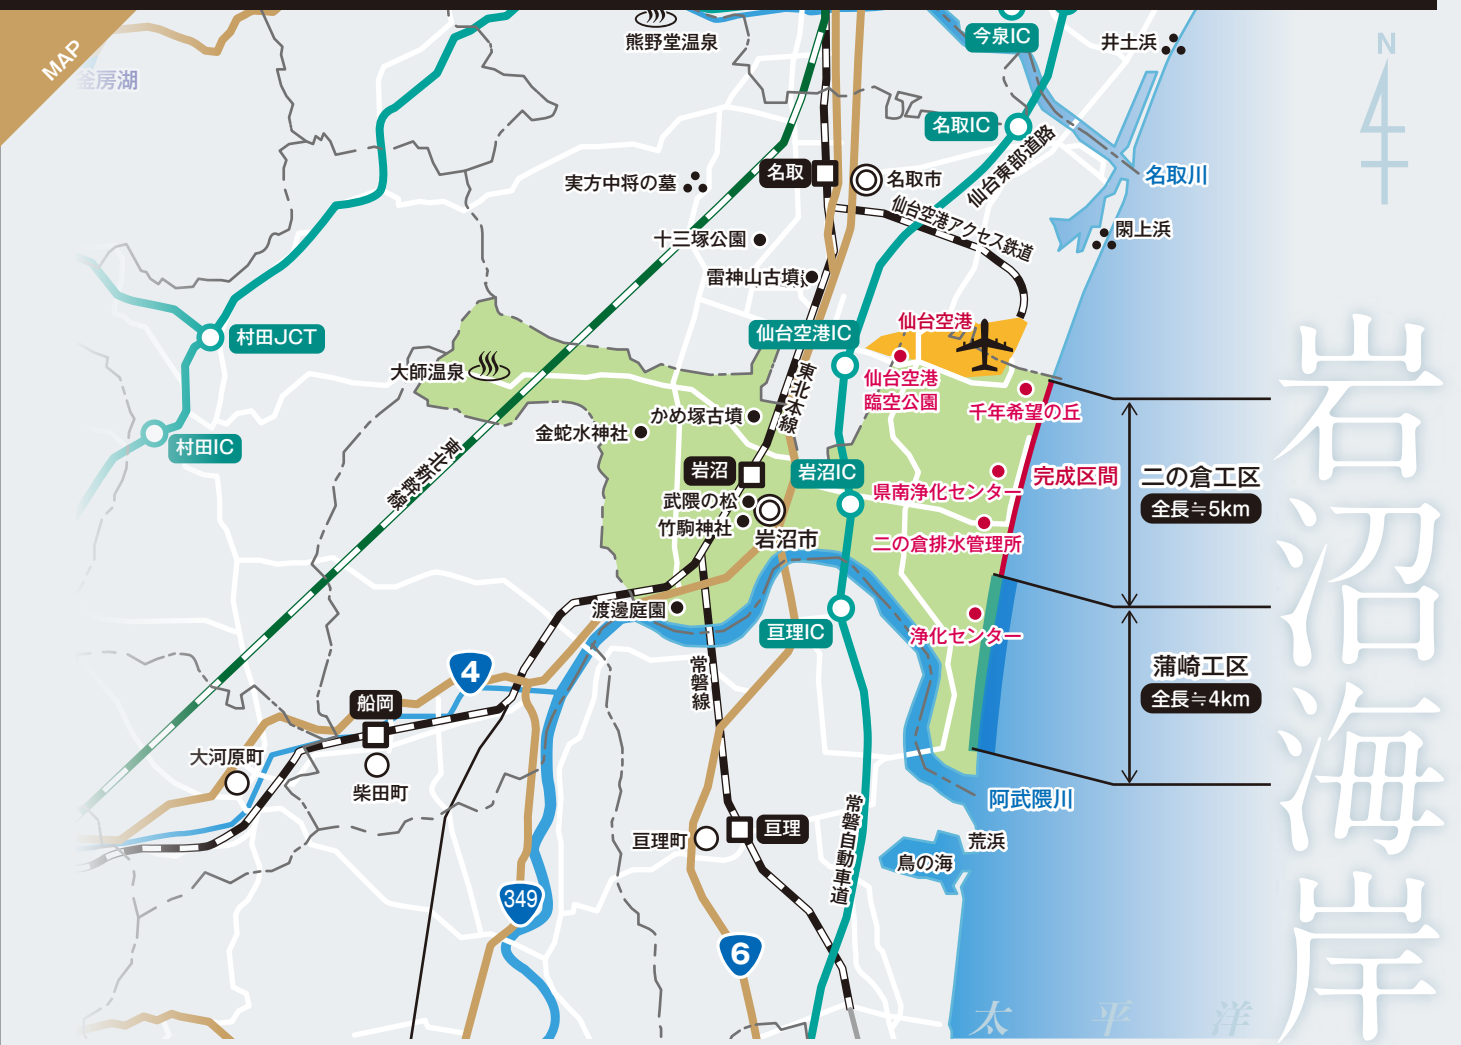 MAP
釜房湖
熊野堂温泉
今泉IC
井土浜
N
名取IC
仙台東部道路
名取川
実方中将の墓
名取
名取市
仙台空港アクセス鉄道
閖上浜
十三塚公園
雷神山古墳
村田JCT
仙台空港IC
仙台空港
大師温泉
仙台空港
臨空公園
千年希望の丘
東北本線
かめ塚古墳
金蛇水神社
村田IC
東北新幹線
岩沼
岩沼IC
武隈の松
竹駒神社
岩沼市
県南浄化センター
完成区間
二の倉工区
全長≒5km
二の倉排水管理所
渡邊庭園
亘理IC
浄化センター
蒲崎工区
全長≒4km
常磐線
4
船岡
大河原町
柴田町
阿武隈川
亘理町
亘理
常磐自動車道
荒浜
鳥の海
349
6
太平洋
岩沼海岸